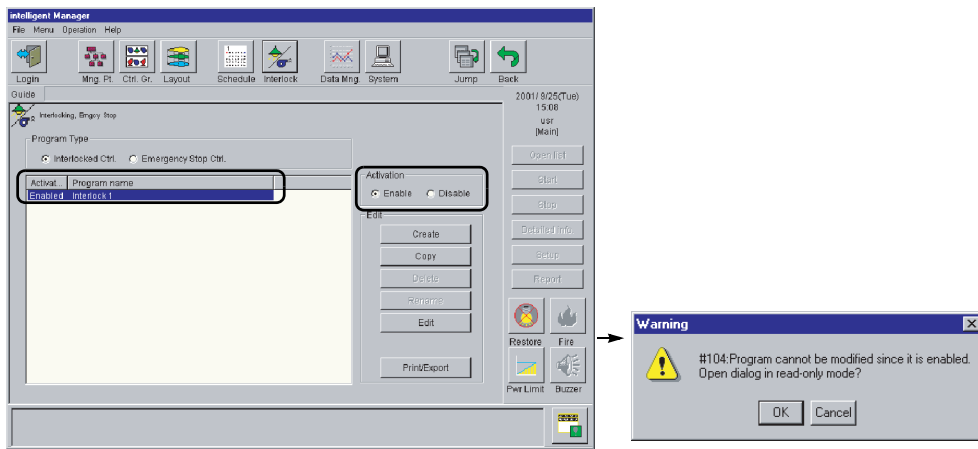 intelligent Manager
File Menu Operation Help
Login Mng. Pt. Ctrl. Gr. Layout Schedule Interlock Data Mng. System Jump Back
Guide
2001/ 9/25(Tue)
15:08
usr
[Main]
Interlocking, Emgcy Stop
Program Type
Interlocked Ctrl. Emergency Stop Ctrl.
Activat... Program name
Enabled Interlock 1
Activation
Enable Disable
Edit
Create
Copy
Delete
Rename
Edit
Print/Export
Open list
Start
Stop
Detailed Info
Setup
Report
Restore Fire
Pwr Limit Buzzer
Warning
#104:Program cannot be modified since it is enabled.
Open dialog in read-only mode?
OK Cancel